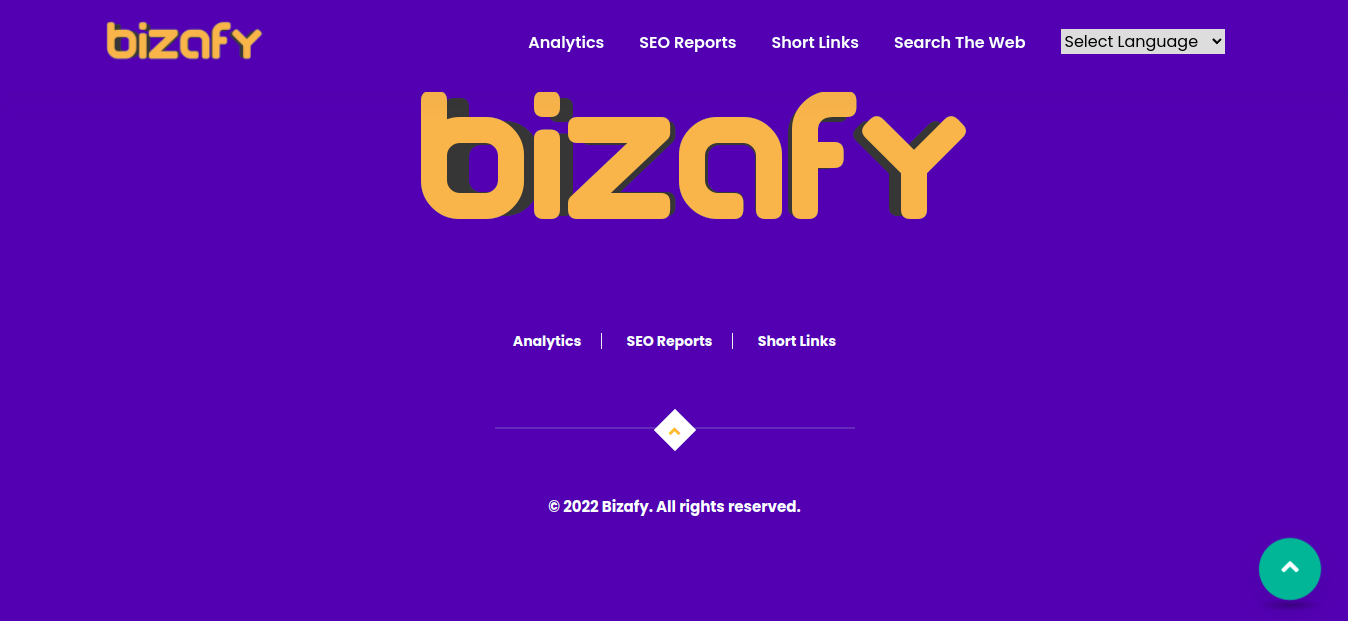 bizafy
Analytics SEO Reports Short Links Search The Web Select Language
bizafy
Analytics SEO Reports Short Links
© 2022 Bizafy. All rights reserved.